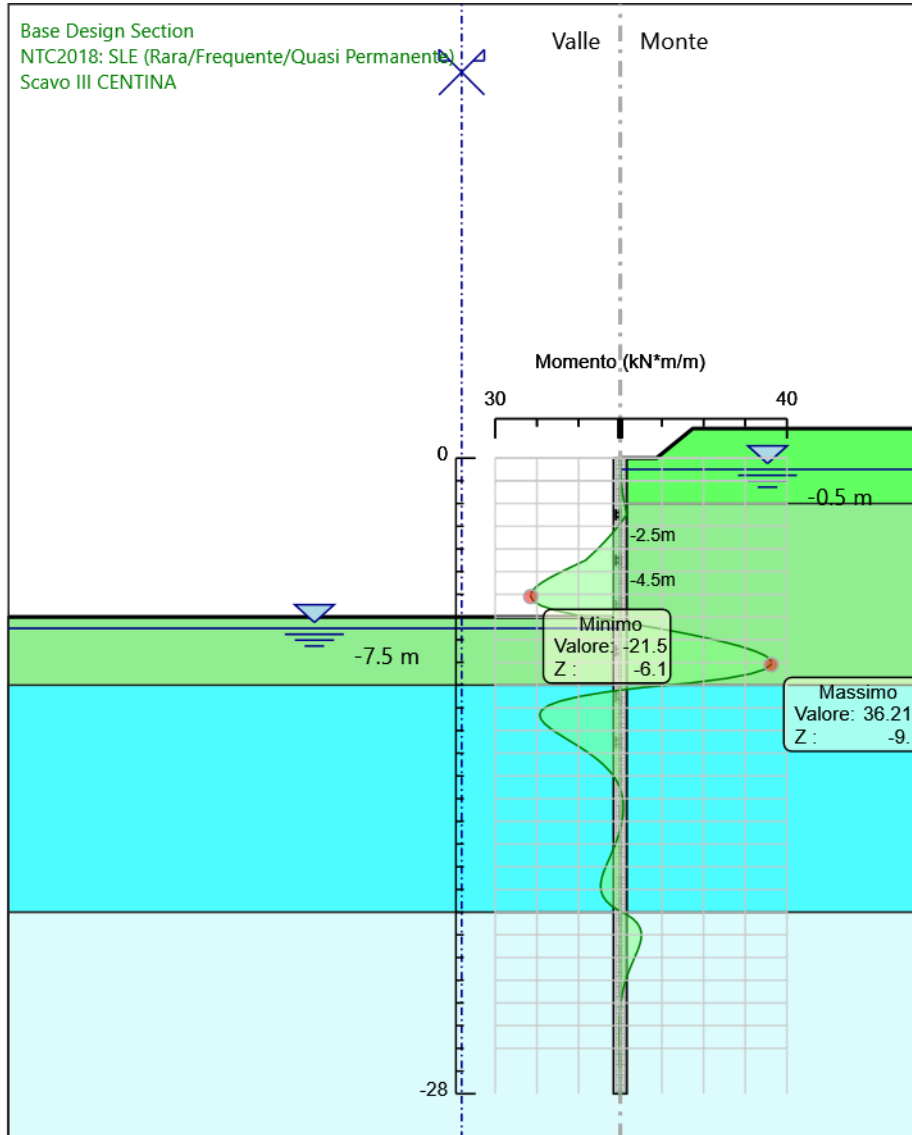 Base Design Section
NTC2018: SLE (Rara/Frequente/Quasi Permanente)
Scavo III CENTINA
Valle Monte
Momento (kN*m/m)
30 40
0
-0.5 m
-2.5m
-4.5m
Minimo
Valore: -21.5
Z : -6.1
-7.5 m
Massimo
Valore: 36.21
Z : -9.
-28